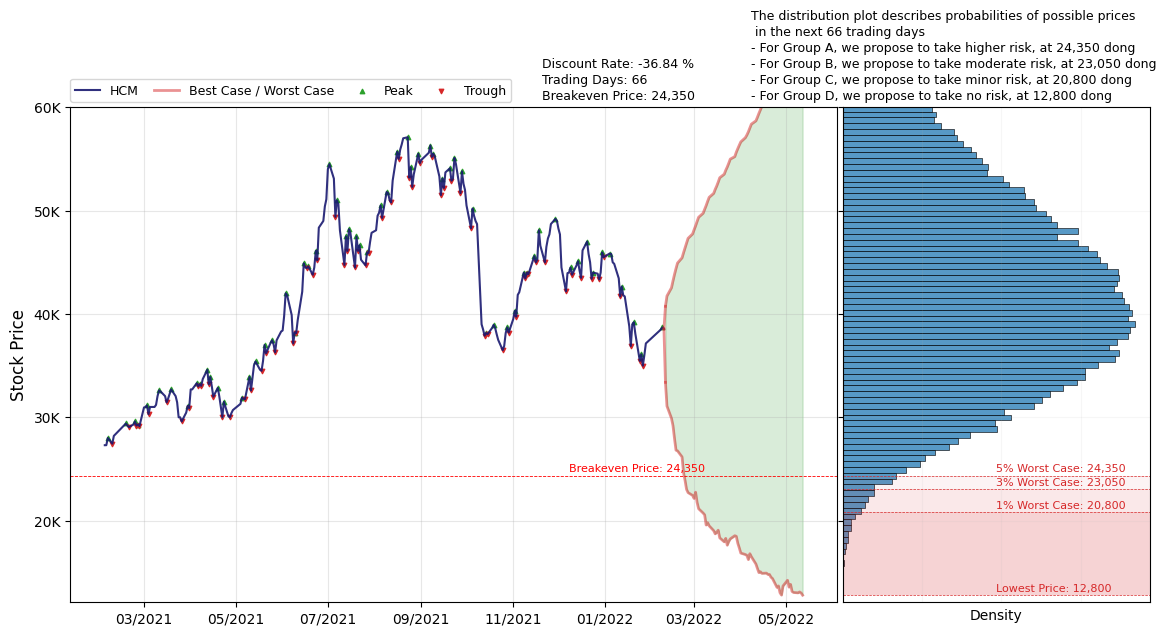 The distribution plot describes probabilities of possible prices
in the next 66 trading days
- For Group A, we propose to take higher risk, at 24,350 dong
- For Group B, we propose to take moderate risk, at 23,050 dong
- For Group C, we propose to take minor risk, at 20,800 dong
- For Group D, we propose to take no risk, at 12,800 dong
Discount Rate: -36.84 %
Trading Days: 66
Breakeven Price: 24,350
HCM
Best Case / Worst Case
Peak
Trough
60K
50K
40K
30K
20K
Stock Price
Breakeven Price: 24,350
5% Worst Case: 24,350
3% Worst Case: 23,050
1% Worst Case: 20,800
Lowest Price: 12,800
03/2021
05/2021
07/2021
09/2021
11/2021
01/2022
03/2022
05/2022
Density